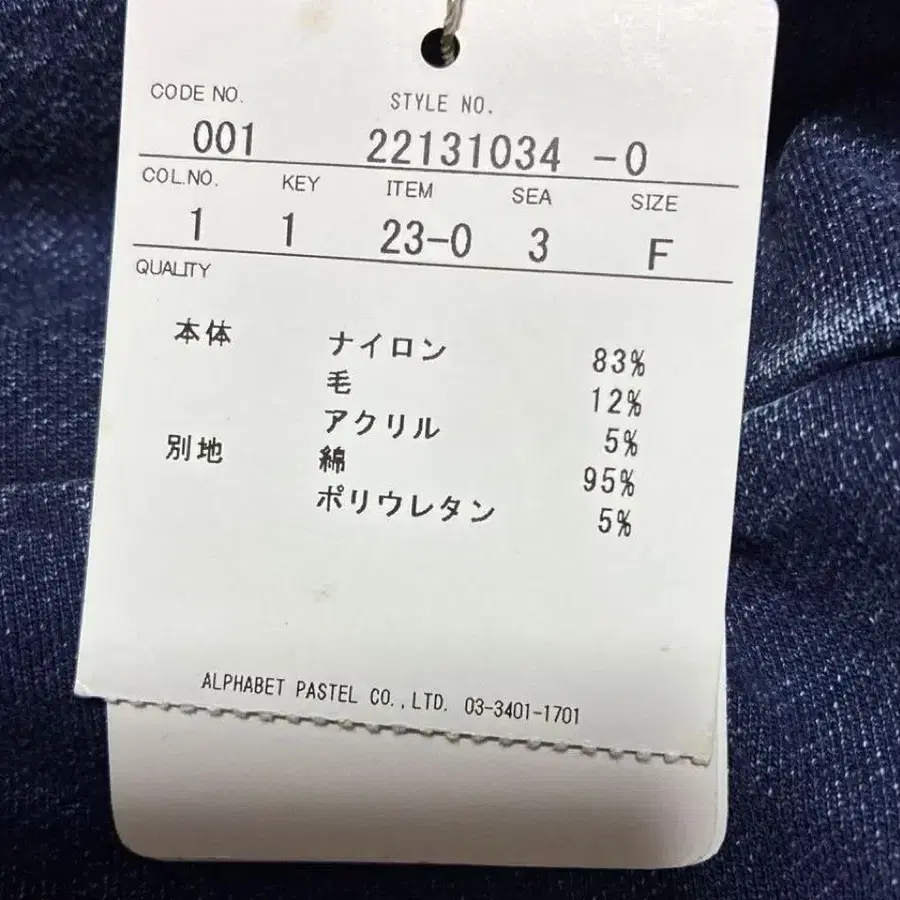 CODE NO. STYLE NO.
001 22131034 -0
COL.NO. KEY ITEM SEA SIZE
1 1 23-0 3 F
QUALITY
本体 ナイロン 83%
毛 12%
アクリル 5%
別地 綿 95%
ポリウレタン 5%
ALPHABET PASTEL CO.,LTD. 03-3401-1701